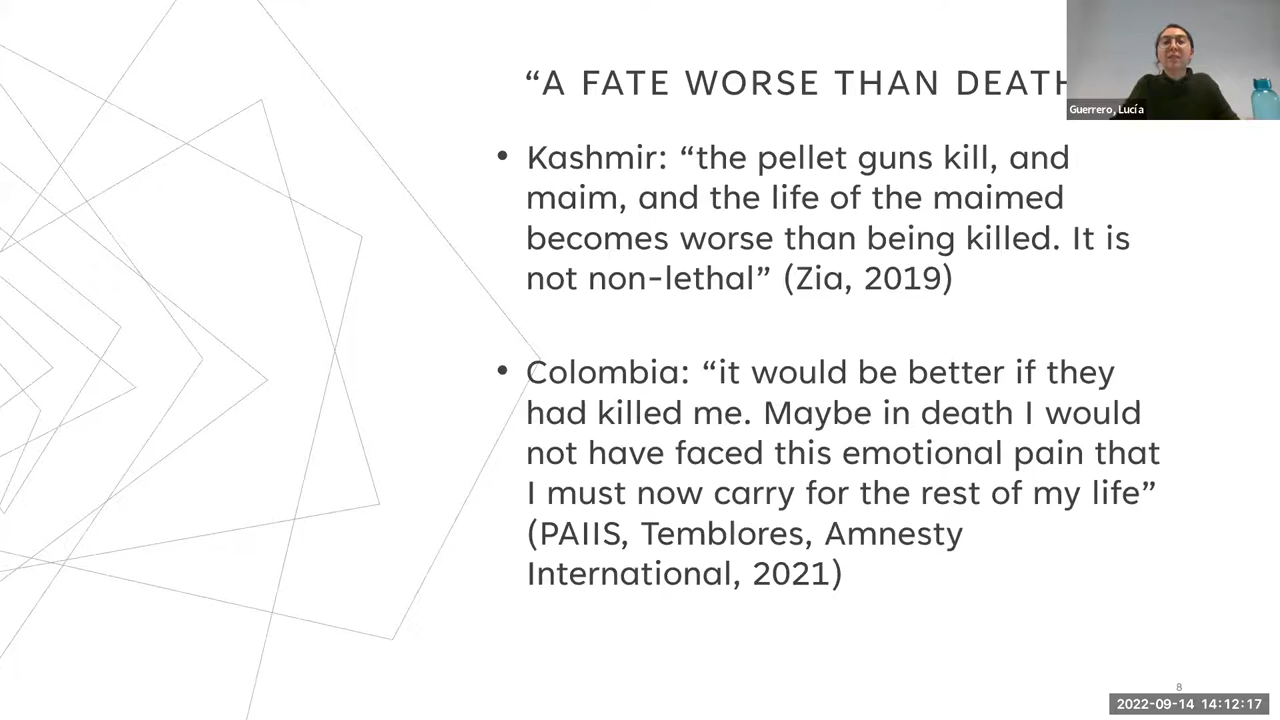 “A FATE WORSE THAN DEATH
Guerrero, Lucía
• Kashmir: “the pellet guns kill, and
maim, and the life of the maimed
becomes worse than being killed. It is
not non-lethal” (Zia, 2019)
• Colombia: “it would be better if they
had killed me. Maybe in death I would
not have faced this emotional pain that
I must now carry for the rest of my life”
(PAIIS, Temblores, Amnesty
International, 2021)
8
2022-09-14 14:12:17